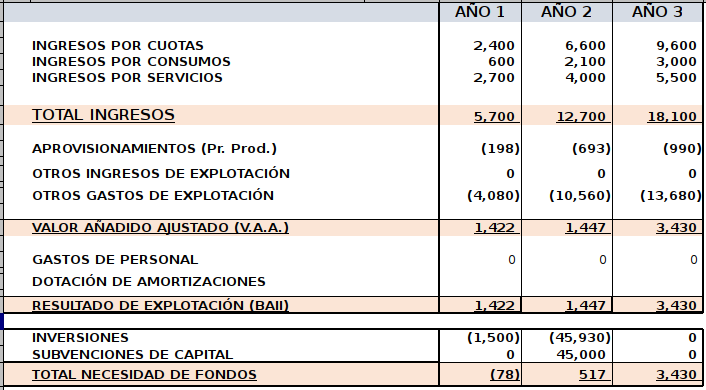 AÑO 1 AÑO 2 AÑO 3
INGRESOS POR CUOTAS 2,400 6,600 9,600
INGRESOS POR CONSUMOS 600 2,100 3,000
INGRESOS POR SERVICIOS 2,700 4,000 5,500
TOTAL INGRESOS 5,700 12,700 18,100
APROVISIONAMIENTOS (Pr. Prod.) (198) (693) (990)
OTROS INGRESOS DE EXPLOTACIÓN 0 0 0
OTROS GASTOS DE EXPLOTACIÓN (4,080) (10,560) (13,680)
VALOR AÑADIDO AJUSTADO (V.A.A.) 1,422 1,447 3,430
GASTOS DE PERSONAL 0 0 0
DOTACIÓN DE AMORTIZACIONES
RESULTADO DE EXPLOTACIÓN (BAII) 1,422 1,447 3,430
INVERSIONES (1,500) (45,930) 0
SUBVENCIONES DE CAPITAL 0 45,000 0
TOTAL NECESIDAD DE FONDOS (78) 517 3,430